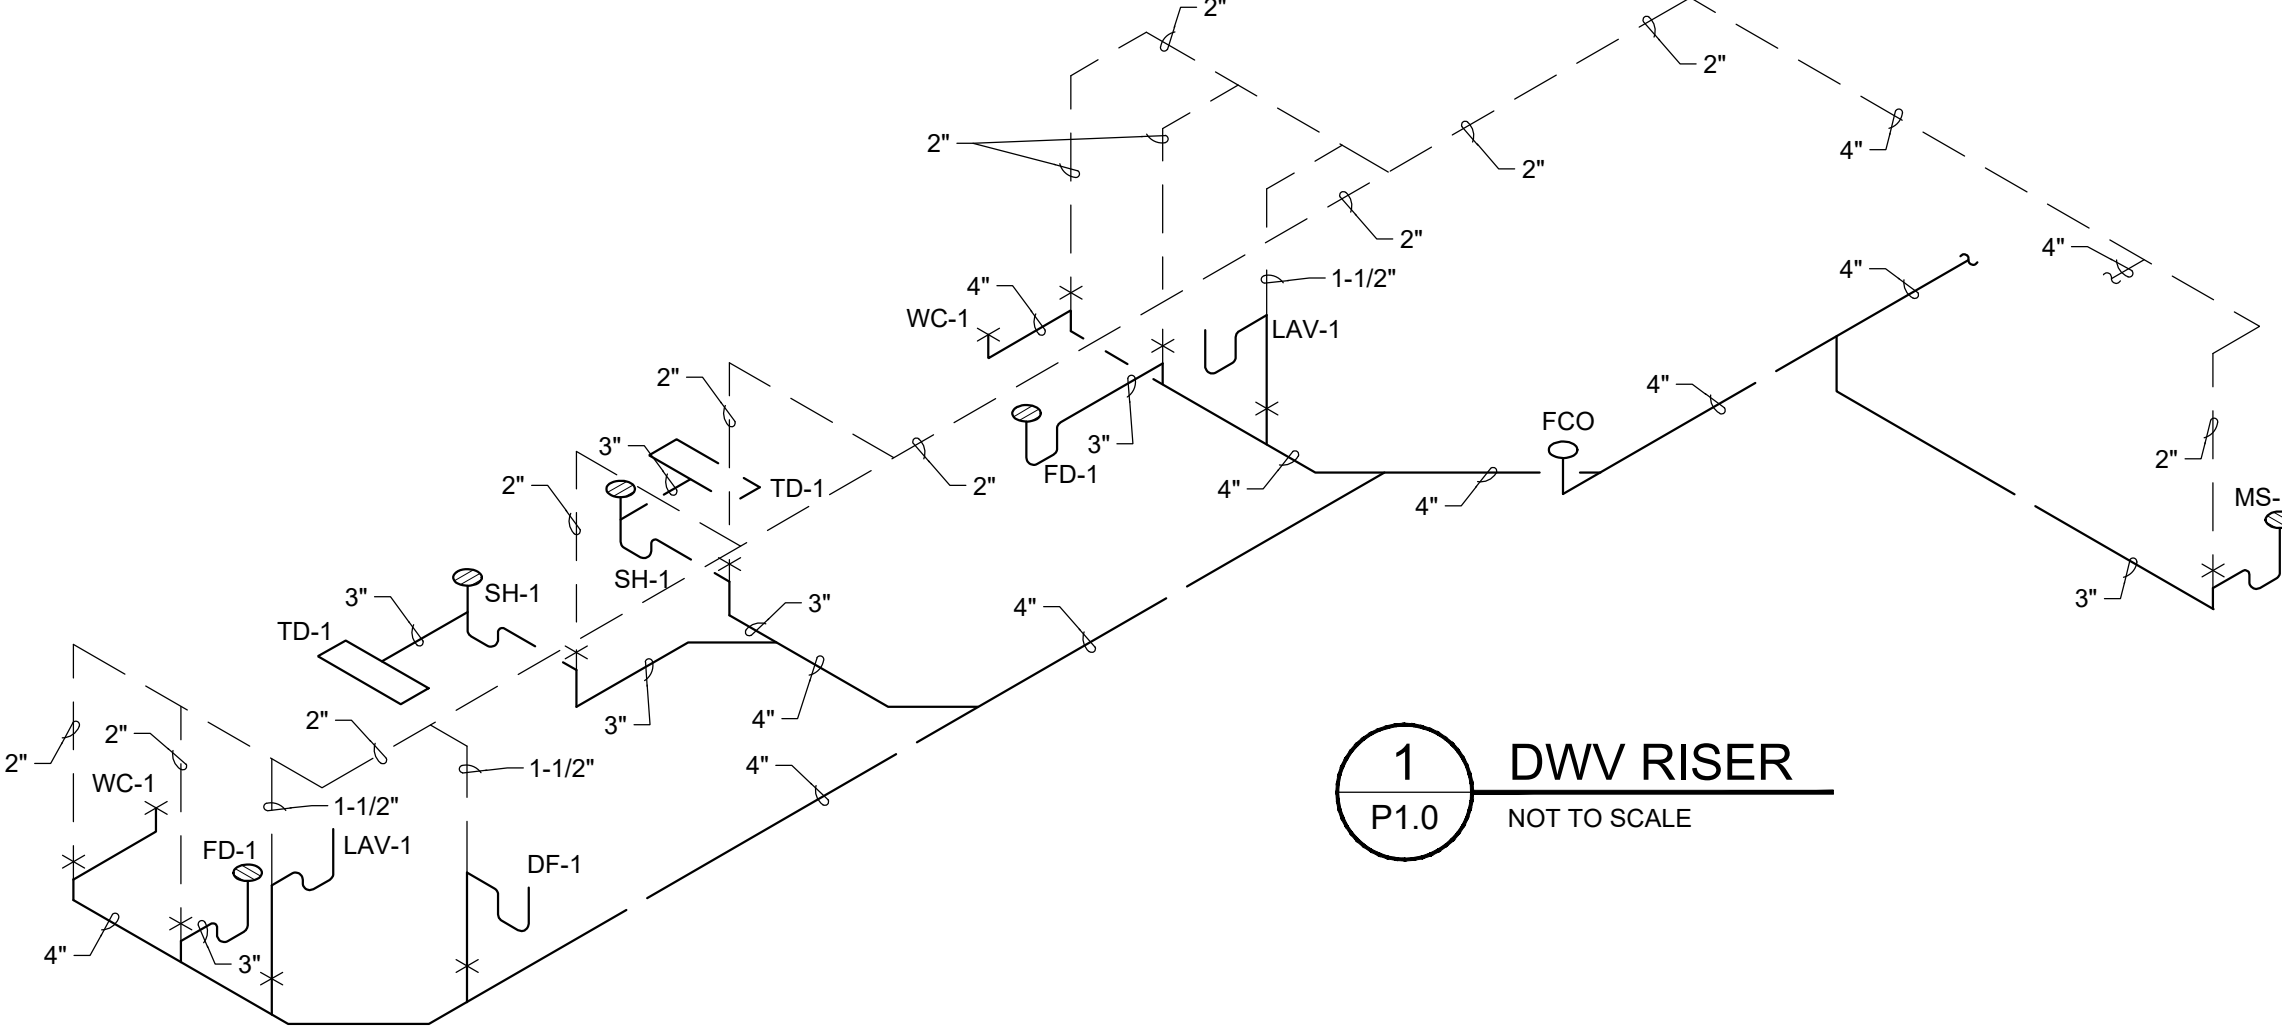 2"
2"
4"
2"
2"
4"
2"
4"
4"
1-1/2"
WC-1
LAV-1
2"
4"
FCO
3"
3"
2"
FD-1
TD-1
2"
2"
4"
4"
MS-
SH-1
SH-1
3"
3"
4"
3"
TD-1
2"
3"
4"
2"
2"
1-1/2"
4"
WC-1
1-1/2"
FD-1
LAV-1
DF-1
4"
3"
1
DWV RISER
P1.0
NOT TO SCALE